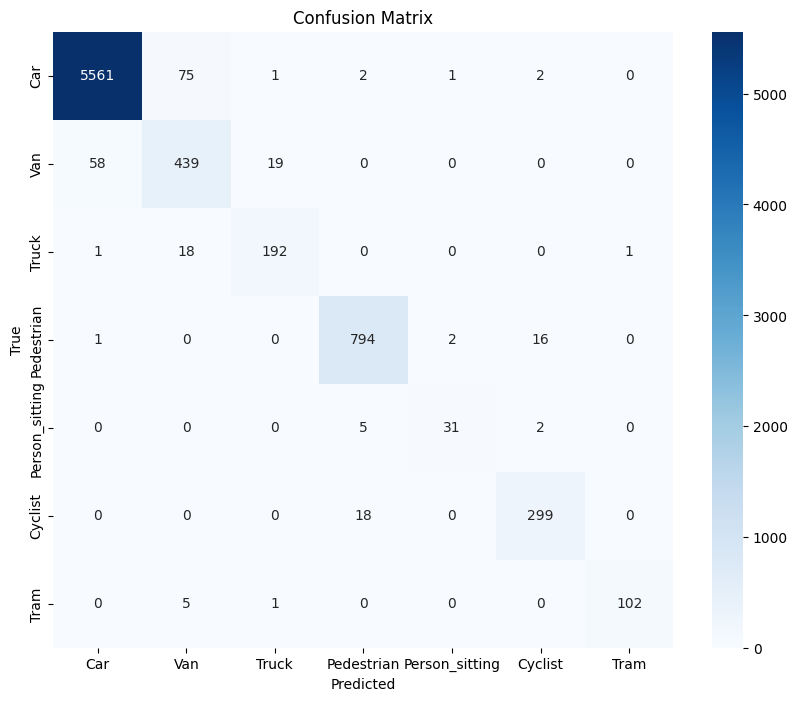 Confusion Matrix
Car 5561 75 1 2 1 2 0
Van 58 439 19 0 0 0 0
Truck 1 18 192 0 0 0 1
Pedestrian 1 0 0 794 2 16 0
Person_sitting 0 0 0 5 31 2 0
Cyclist 0 0 0 18 0 299 0
Tram 0 5 1 0 0 0 102
True
Car Van Truck Pedestrian Person_sitting Cyclist Tram
Predicted
5000
4000
3000
2000
1000
0